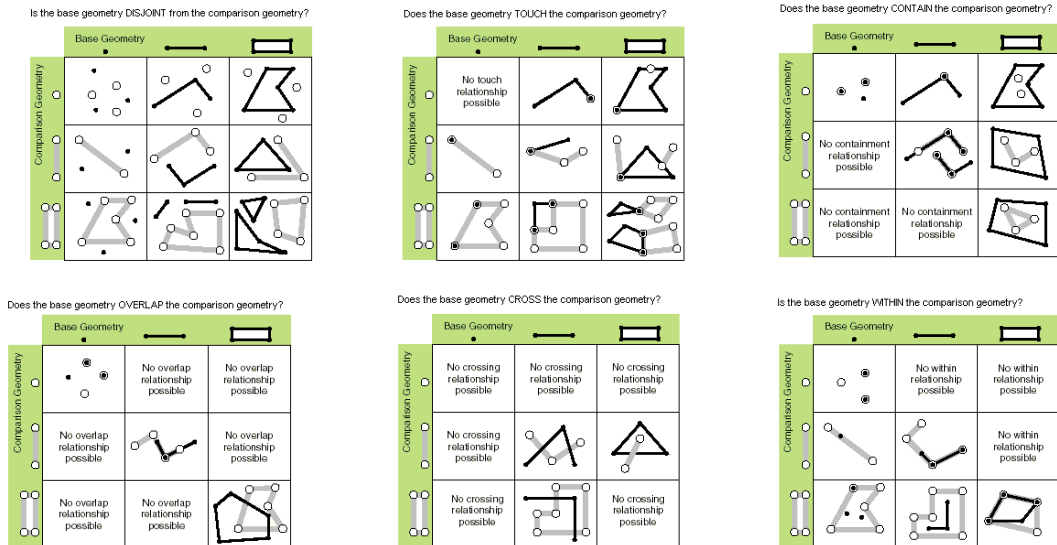 Is the base geometry DISJOINT from the comparison geometry?
Base Geometry
Comparison Geometry
Does the base geometry TOUCH the comparison geometry?
Base Geometry
Comparison Geometry
No touch
relationship
possible
Does the base geometry CONTAIN the comparison geometry?
Base Geometry
Comparison Geometry
No containment
relationship
possible
No containment
relationship
possible
No containment
relationship
possible
Does the base geometry OVERLAP the comparison geometry?
Base Geometry
Comparison Geometry
No overlap
relationship
possible
No overlap
relationship
possible
No overlap
relationship
possible
No overlap
relationship
possible
No overlap
relationship
possible
No overlap
relationship
possible
Does the base geometry CROSS the comparison geometry?
Base Geometry
Comparison Geometry
No crossing
relationship
possible
No crossing
relationship
possible
No crossing
relationship
possible
No crossing
relationship
possible
No crossing
relationship
possible
No crossing
relationship
possible
Is the base geometry WITHIN the comparison geometry?
Base Geometry
Comparison Geometry
No within
relationship
possible
No within
relationship
possible
No within
relationship
possible